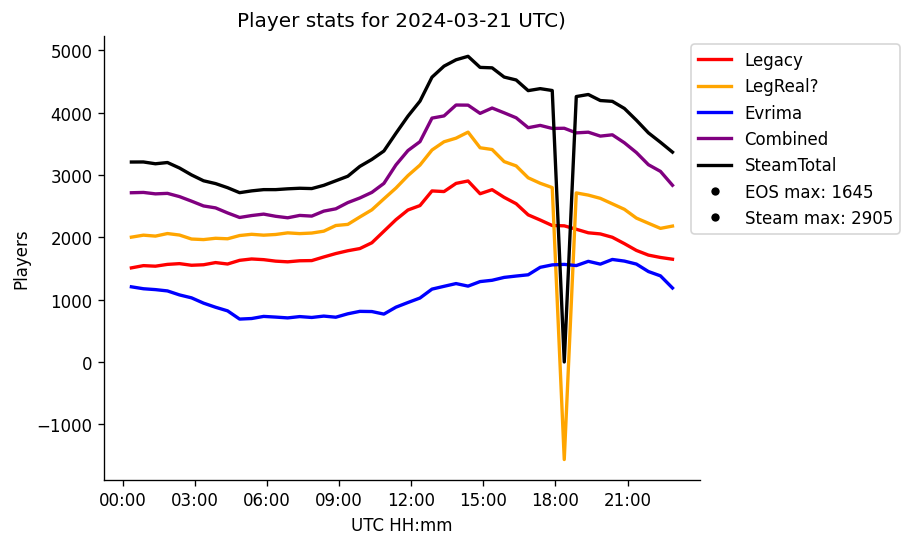 Player stats for 2024-03-21 UTC)
5000
4000
3000
2000
1000
0
−1000
Players
00:00 03:00 06:00 09:00 12:00 15:00 18:00 21:00
UTC HH:mm
Legacy
LegReal?
Evrima
Combined
SteamTotal
EOS max: 1645
Steam max: 2905